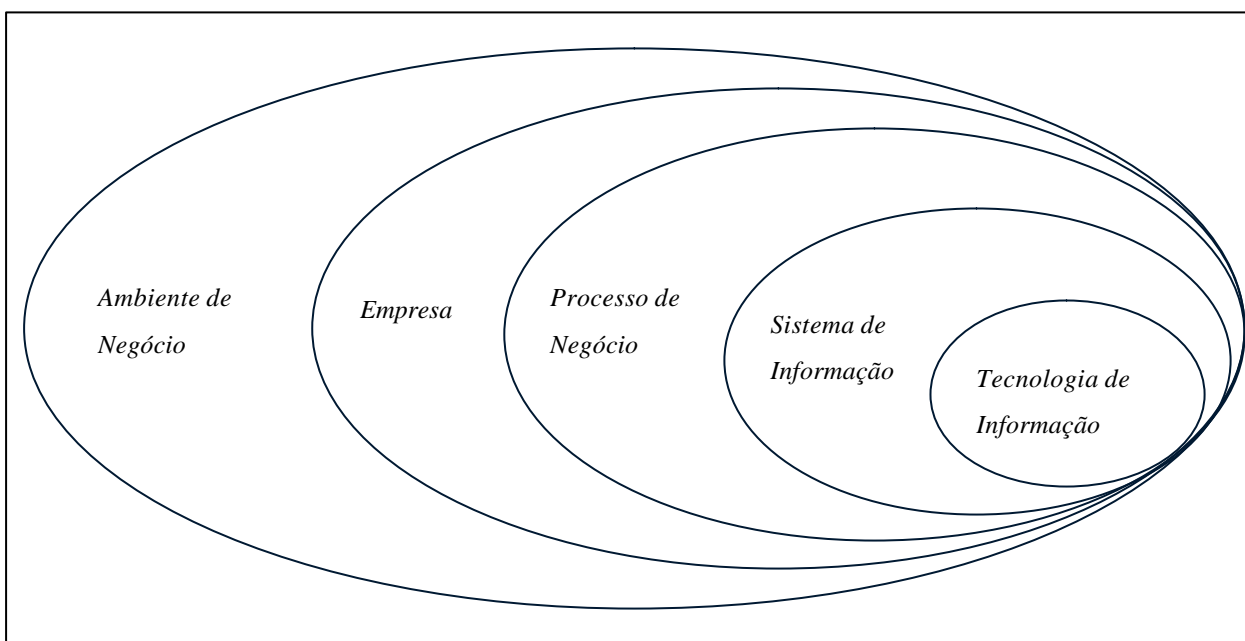 Ambiente de
Negócio
Empresa
Processo de
Negócio
Sistema de
Informação
Tecnologia de
Informação